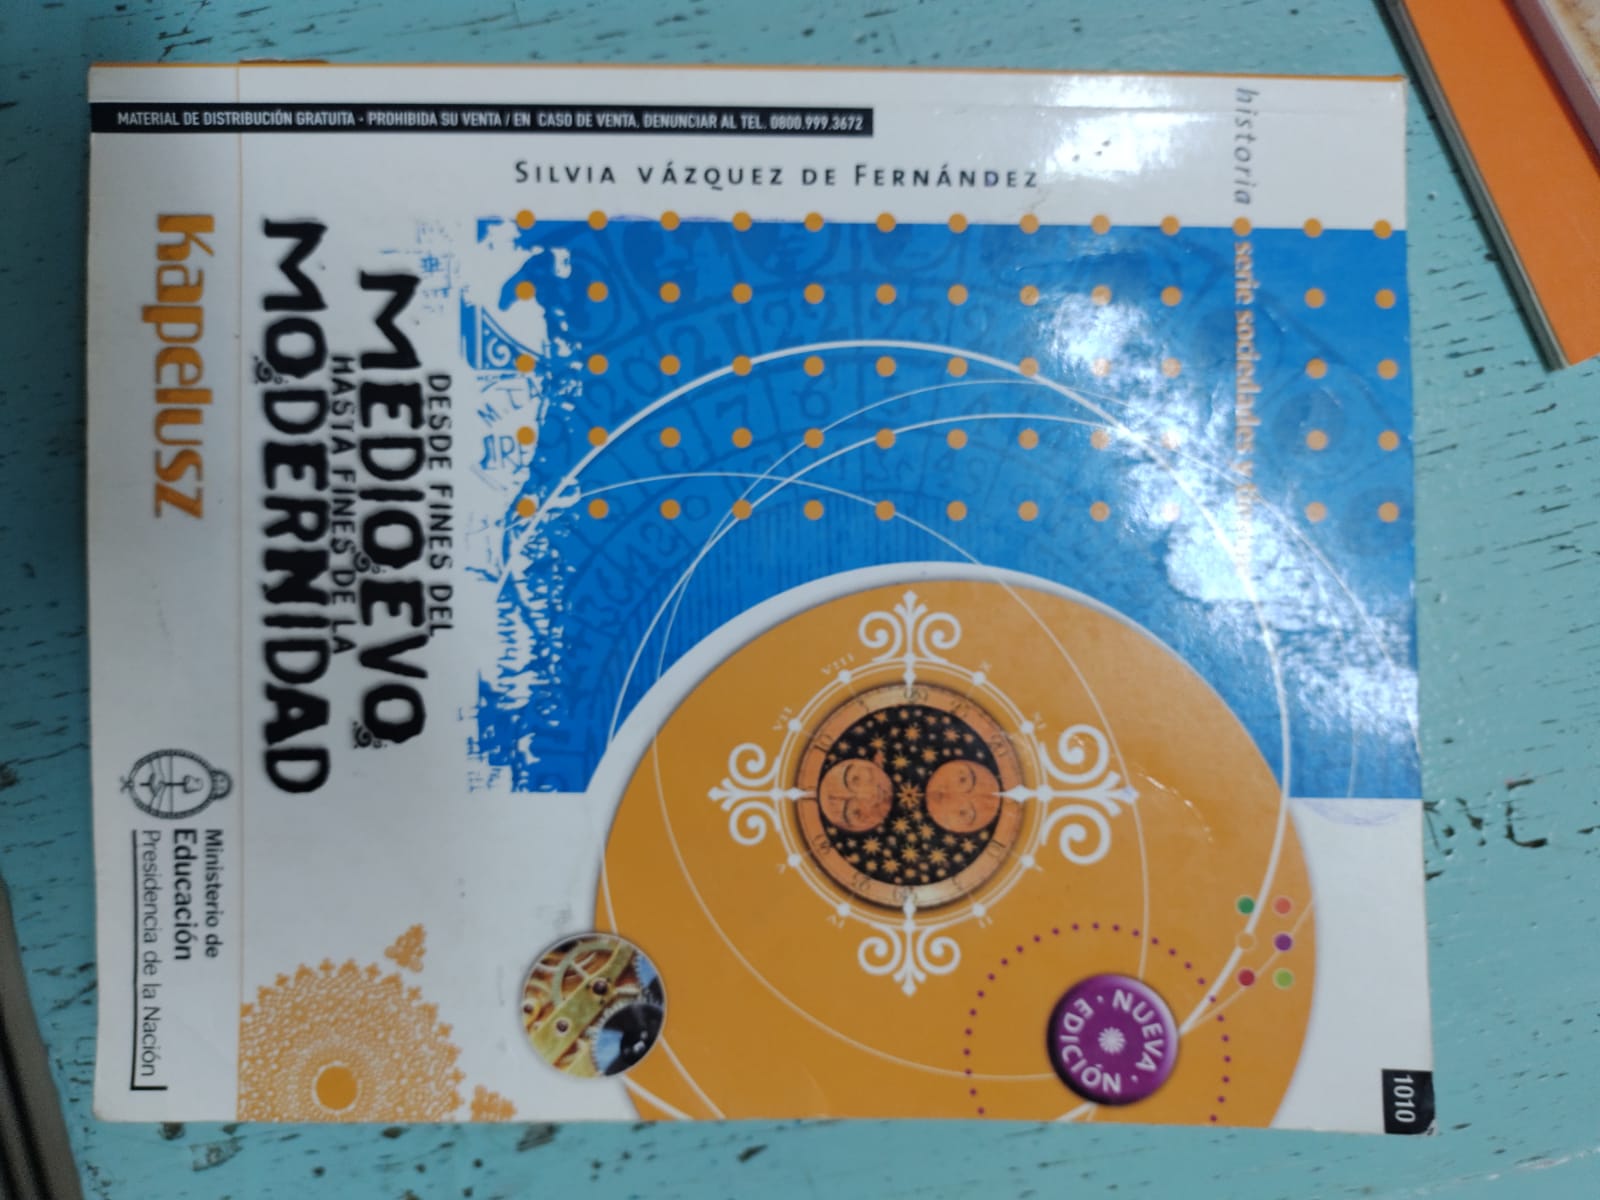 MATERIAL DE DISTRIBUCIÓN GRATUITA - PROHIBIDA SU VENTA / EN CASO DE VENTA, DENUNCIAR AL TEL. 0800.999.3672
SILVIA VÁZQUEZ DE FERNÁNDEZ
historia
serie sociedades y
1010
NUEVA
EDICIÓN
DESDE FINES DEL
MEDIOEVO
HASTA FINES DE LA
MODERNIDAD
Kapelusz
Ministerio de
Educación
Presidencia de la Nación